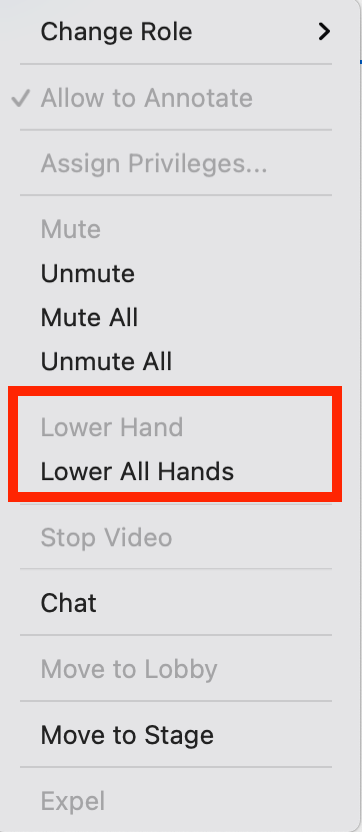 Change Role
Allow to Annotate
Assign Privileges...
Mute
Unmute
Mute All
Unmute All
Lower Hand
Lower All Hands
Stop Video
Chat
Move to Lobby
Move to Stage
Expel